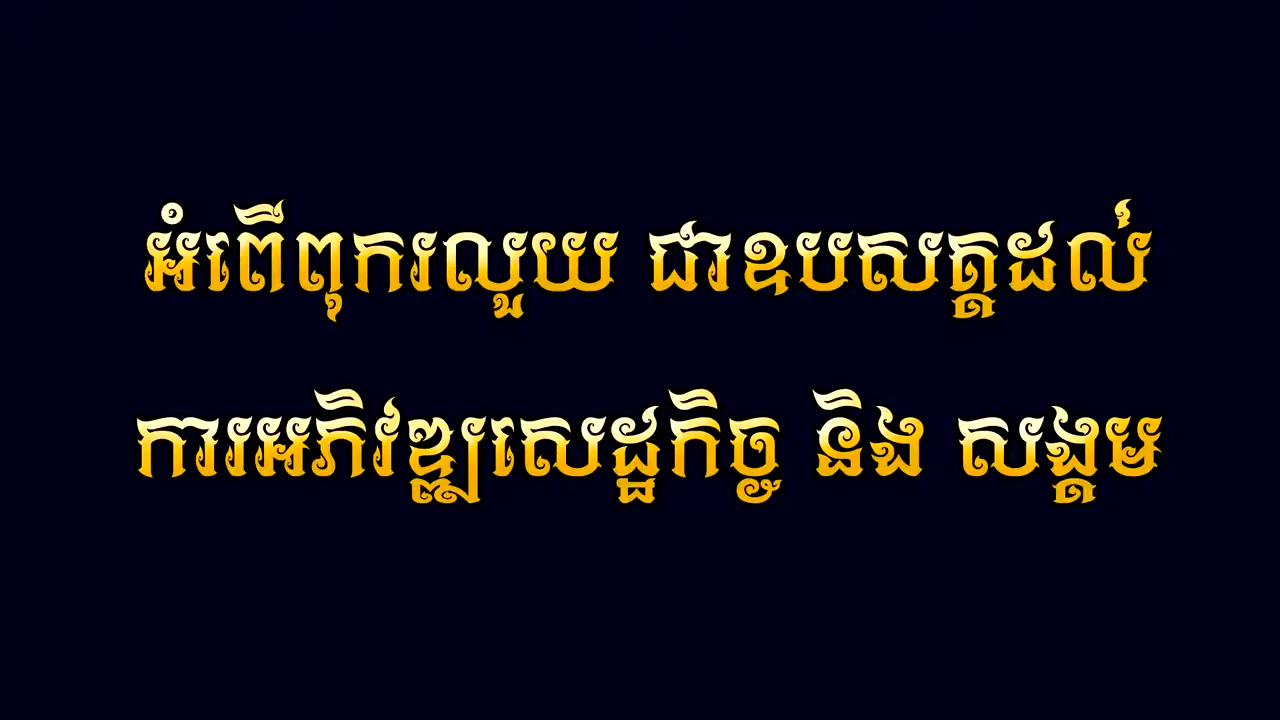 អំពើពុករលួយ ជាឧបសគ្គដល់
ការអភិវឌ្ឍសេដ្ឋកិច្ច និង សង្គម